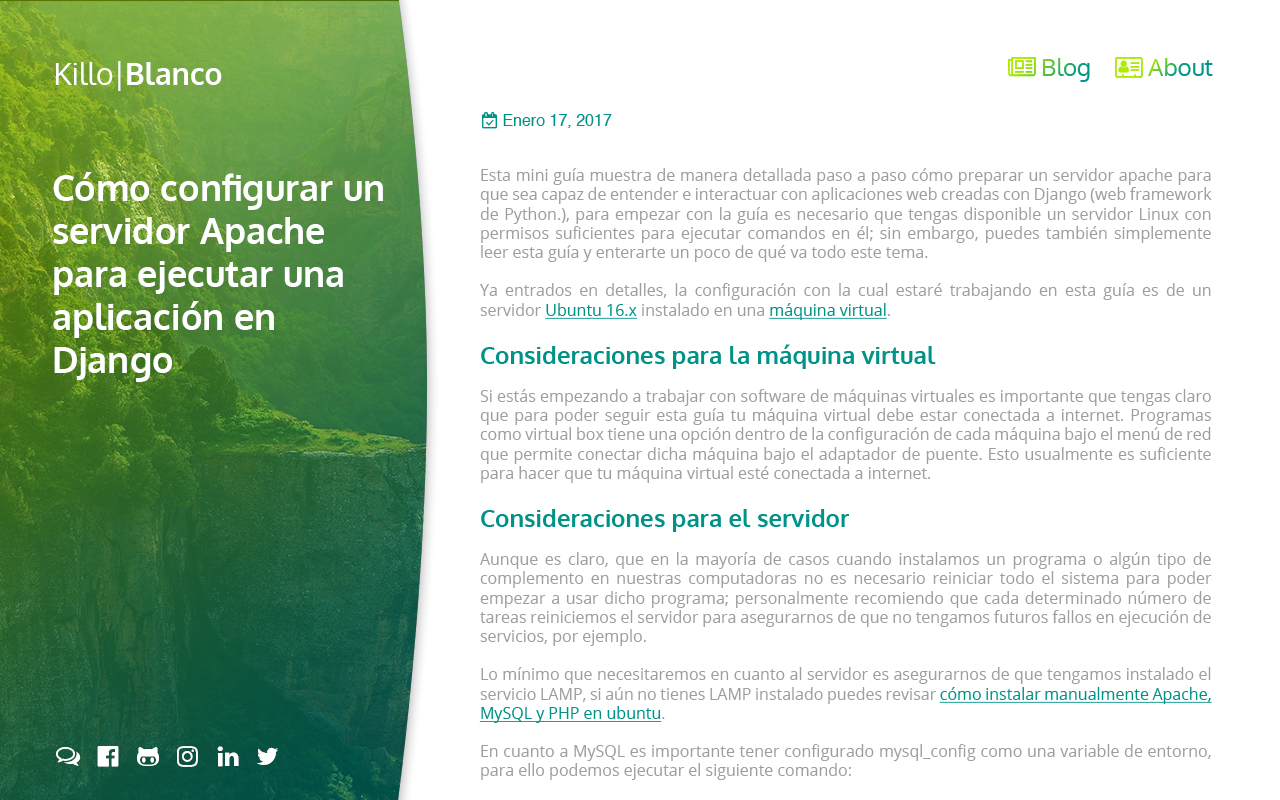 Killo|Blanco
Blog
About
Cómo configurar un
servidor Apache
para ejecutar una
aplicación en
Django
Enero 17, 2017
Esta mini guía muestra de manera detallada paso a paso cómo preparar un servidor apache para
que sea capaz de entender e interactuar con aplicaciones web creadas con Django (web framework
de Python.), para empezar con la guía es necesario que tengas disponible un servidor Linux con
permisos suficientes para ejecutar comandos en él; sin embargo, puedes también simplemente
leer esta guía y enterarte un poco de qué va todo este tema.
Ya entrados en detalles, la configuración con la cual estaré trabajando en esta guía es de un
servidor Ubuntu 16.x instalado en una máquina virtual.
Consideraciones para la máquina virtual
Si estás empezando a trabajar con software de máquinas virtuales es importante que tengas claro
que para poder seguir esta guía tu máquina virtual debe estar conectada a internet. Programas
como virtual box tiene una opción dentro de la configuración de cada máquina bajo el menú de red
que permite conectar dicha máquina bajo el adaptador de puente. Esto usualmente es suficiente
para hacer que tu máquina virtual esté conectada a internet.
Consideraciones para el servidor
Aunque es claro, que en la mayoría de casos cuando instalamos un programa o algún tipo de
complemento en nuestras computadoras no es necesario reiniciar todo el sistema para poder
empezar a usar dicho programa; personalmente recomiendo que cada determinado número de
tareas reiniciemos el servidor para asegurarnos de que no tengamos futuros fallos en ejecución de
servicios, por ejemplo.
Lo mínimo que necesitaremos en cuanto al servidor es asegurarnos de que tengamos instalado el
servicio LAMP, si aún no tienes LAMP instalado puedes revisar cómo instalar manualmente Apache,
MySQL y PHP en ubuntu.
En cuanto a MySQL es importante tener configurado mysql_config como una variable de entorno,
para ello podemos ejecutar el siguiente comando: